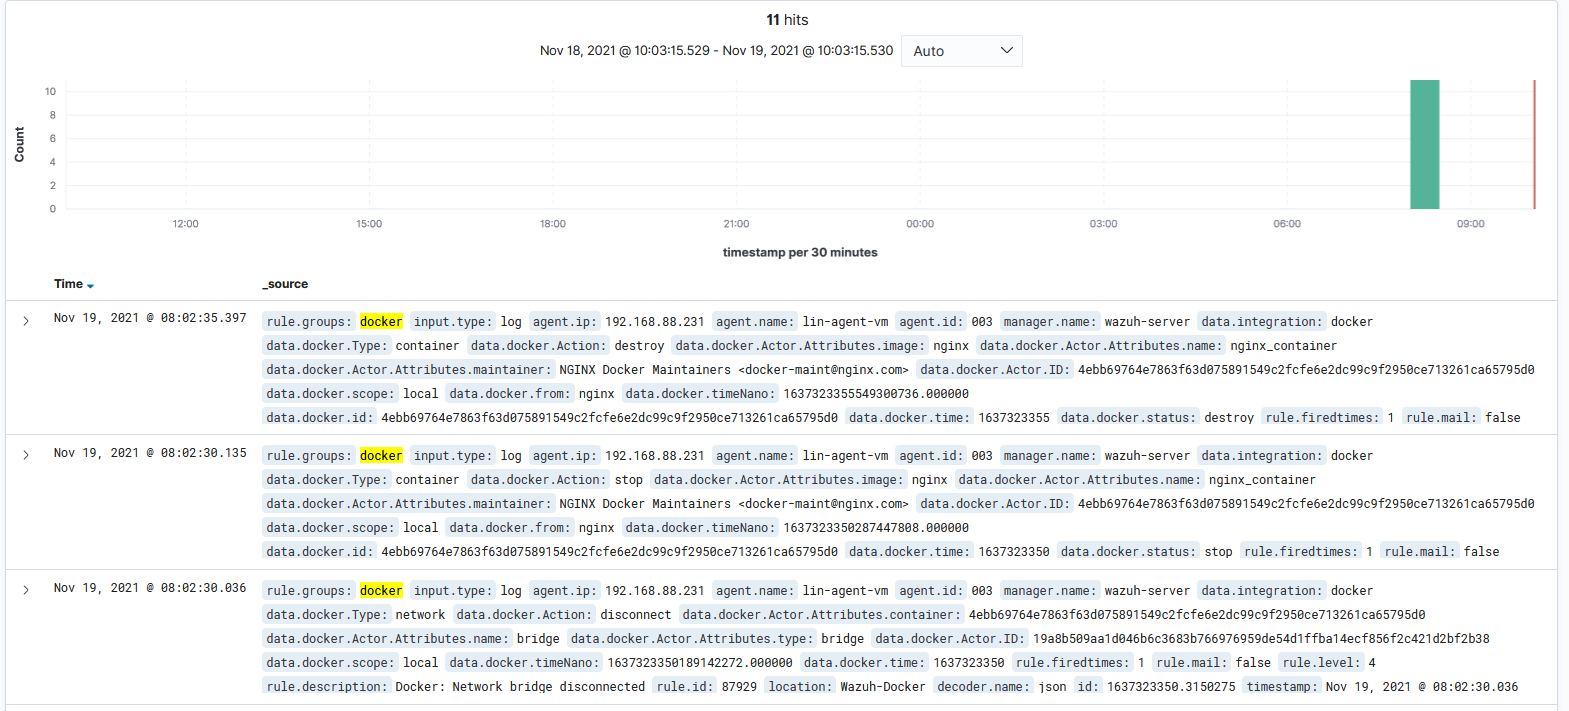 11 hits
Nov 18, 2021 @ 10:03:15.529 - Nov 19, 2021 @ 10:03:15.530 Auto
Count
10
8
6
4
2
0
12:00 15:00 18:00 21:00 00:00 03:00 06:00 09:00
timestamp per 30 minutes
Time _source
Nov 19, 2021 @ 08:02:35.397 rule.groups: docker input.type: log agent.ip: 192.168.88.231 agent.name: lin-agent-vm agent.id: 003 manager.name: wazuh-server data.integration: docker
data.docker.Type: container data.docker.Action: destroy data.docker.Actor.Attributes.image: nginx data.docker.Actor.Attributes.name: nginx_container
data.docker.Actor.Attributes.maintainer: NGINX Docker Maintainers <docker-maint@nginx.com> data.docker.Actor.ID: 4ebb69764e7863f63d075891549c2fcfe6e2dc99c9f2950ce713261ca65795d0
data.docker.scope: local data.docker.from: nginx data.docker.timeNano: 1637323355549300736.000000
data.docker.id: 4ebb69764e7863f63d075891549c2fcfe6e2dc99c9f2950ce713261ca65795d0 data.docker.time: 1637323355 data.docker.status: destroy rule.firedtimes: 1 rule.mail: false
Nov 19, 2021 @ 08:02:30.135 rule.groups: docker input.type: log agent.ip: 192.168.88.231 agent.name: lin-agent-vm agent.id: 003 manager.name: wazuh-server data.integration: docker
data.docker.Type: container data.docker.Action: stop data.docker.Actor.Attributes.image: nginx data.docker.Actor.Attributes.name: nginx_container
data.docker.Actor.Attributes.maintainer: NGINX Docker Maintainers <docker-maint@nginx.com> data.docker.Actor.ID: 4ebb69764e7863f63d075891549c2fcfe6e2dc99c9f2950ce713261ca65795d0
data.docker.scope: local data.docker.from: nginx data.docker.timeNano: 1637323350287447808.000000
data.docker.id: 4ebb69764e7863f63d075891549c2fcfe6e2dc99c9f2950ce713261ca65795d0 data.docker.time: 1637323350 data.docker.status: stop rule.firedtimes: 1 rule.mail: false
Nov 19, 2021 @ 08:02:30.036 rule.groups: docker input.type: log agent.ip: 192.168.88.231 agent.name: lin-agent-vm agent.id: 003 manager.name: wazuh-server data.integration: docker
data.docker.Type: network data.docker.Action: disconnect data.docker.Actor.Attributes.container: 4ebb69764e7863f63d075891549c2fcfe6e2dc99c9f2950ce713261ca65795d0
data.docker.Actor.Attributes.name: bridge data.docker.Actor.Attributes.type: bridge data.docker.Actor.ID: 19a8b509aa1d046b6c3683b766976959de54d1ffba14ecf856f2c421d2bf2b38
data.docker.scope: local data.docker.timeNano: 1637323350189142272.000000 data.docker.time: 1637323350 rule.firedtimes: 1 rule.mail: false rule.level: 4
rule.description: Docker: Network bridge disconnected rule.id: 87929 location: Wazuh-Docker decoder.name: json id: 1637323350.3150275 timestamp: Nov 19, 2021 @ 08:02:30.036